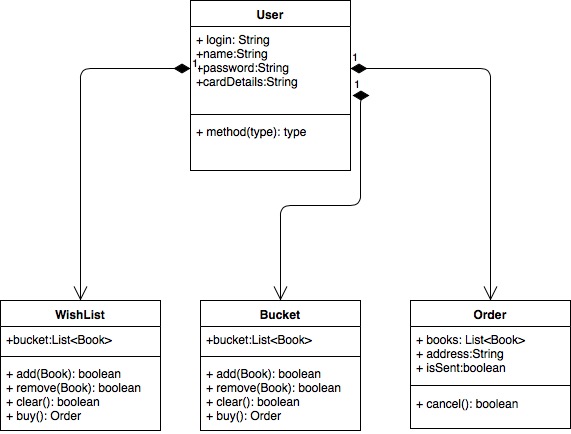 User
+ login: String
+name:String
+password:String
+cardDetails:String
+ method(type): type
1
1
1
WishList
+bucket:List<Book>
+ add(Book): boolean
+ remove(Book): boolean
+ clear(): boolean
+ buy(): Order
Bucket
+bucket:List<Book>
+ add(Book): boolean
+ remove(Book): boolean
+ clear(): boolean
+ buy(): Order
Order
+ books: List<Book>
+ address:String
+ isSent:boolean
+ cancel(): boolean